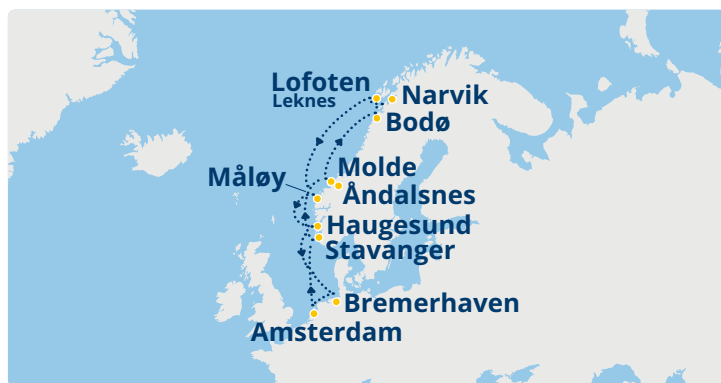 Lofoten
Leknes
Narvik
Bodø
Molde
Måløy
Åndalsnes
Haugesund
Stavanger
Bremerhaven
Amsterdam